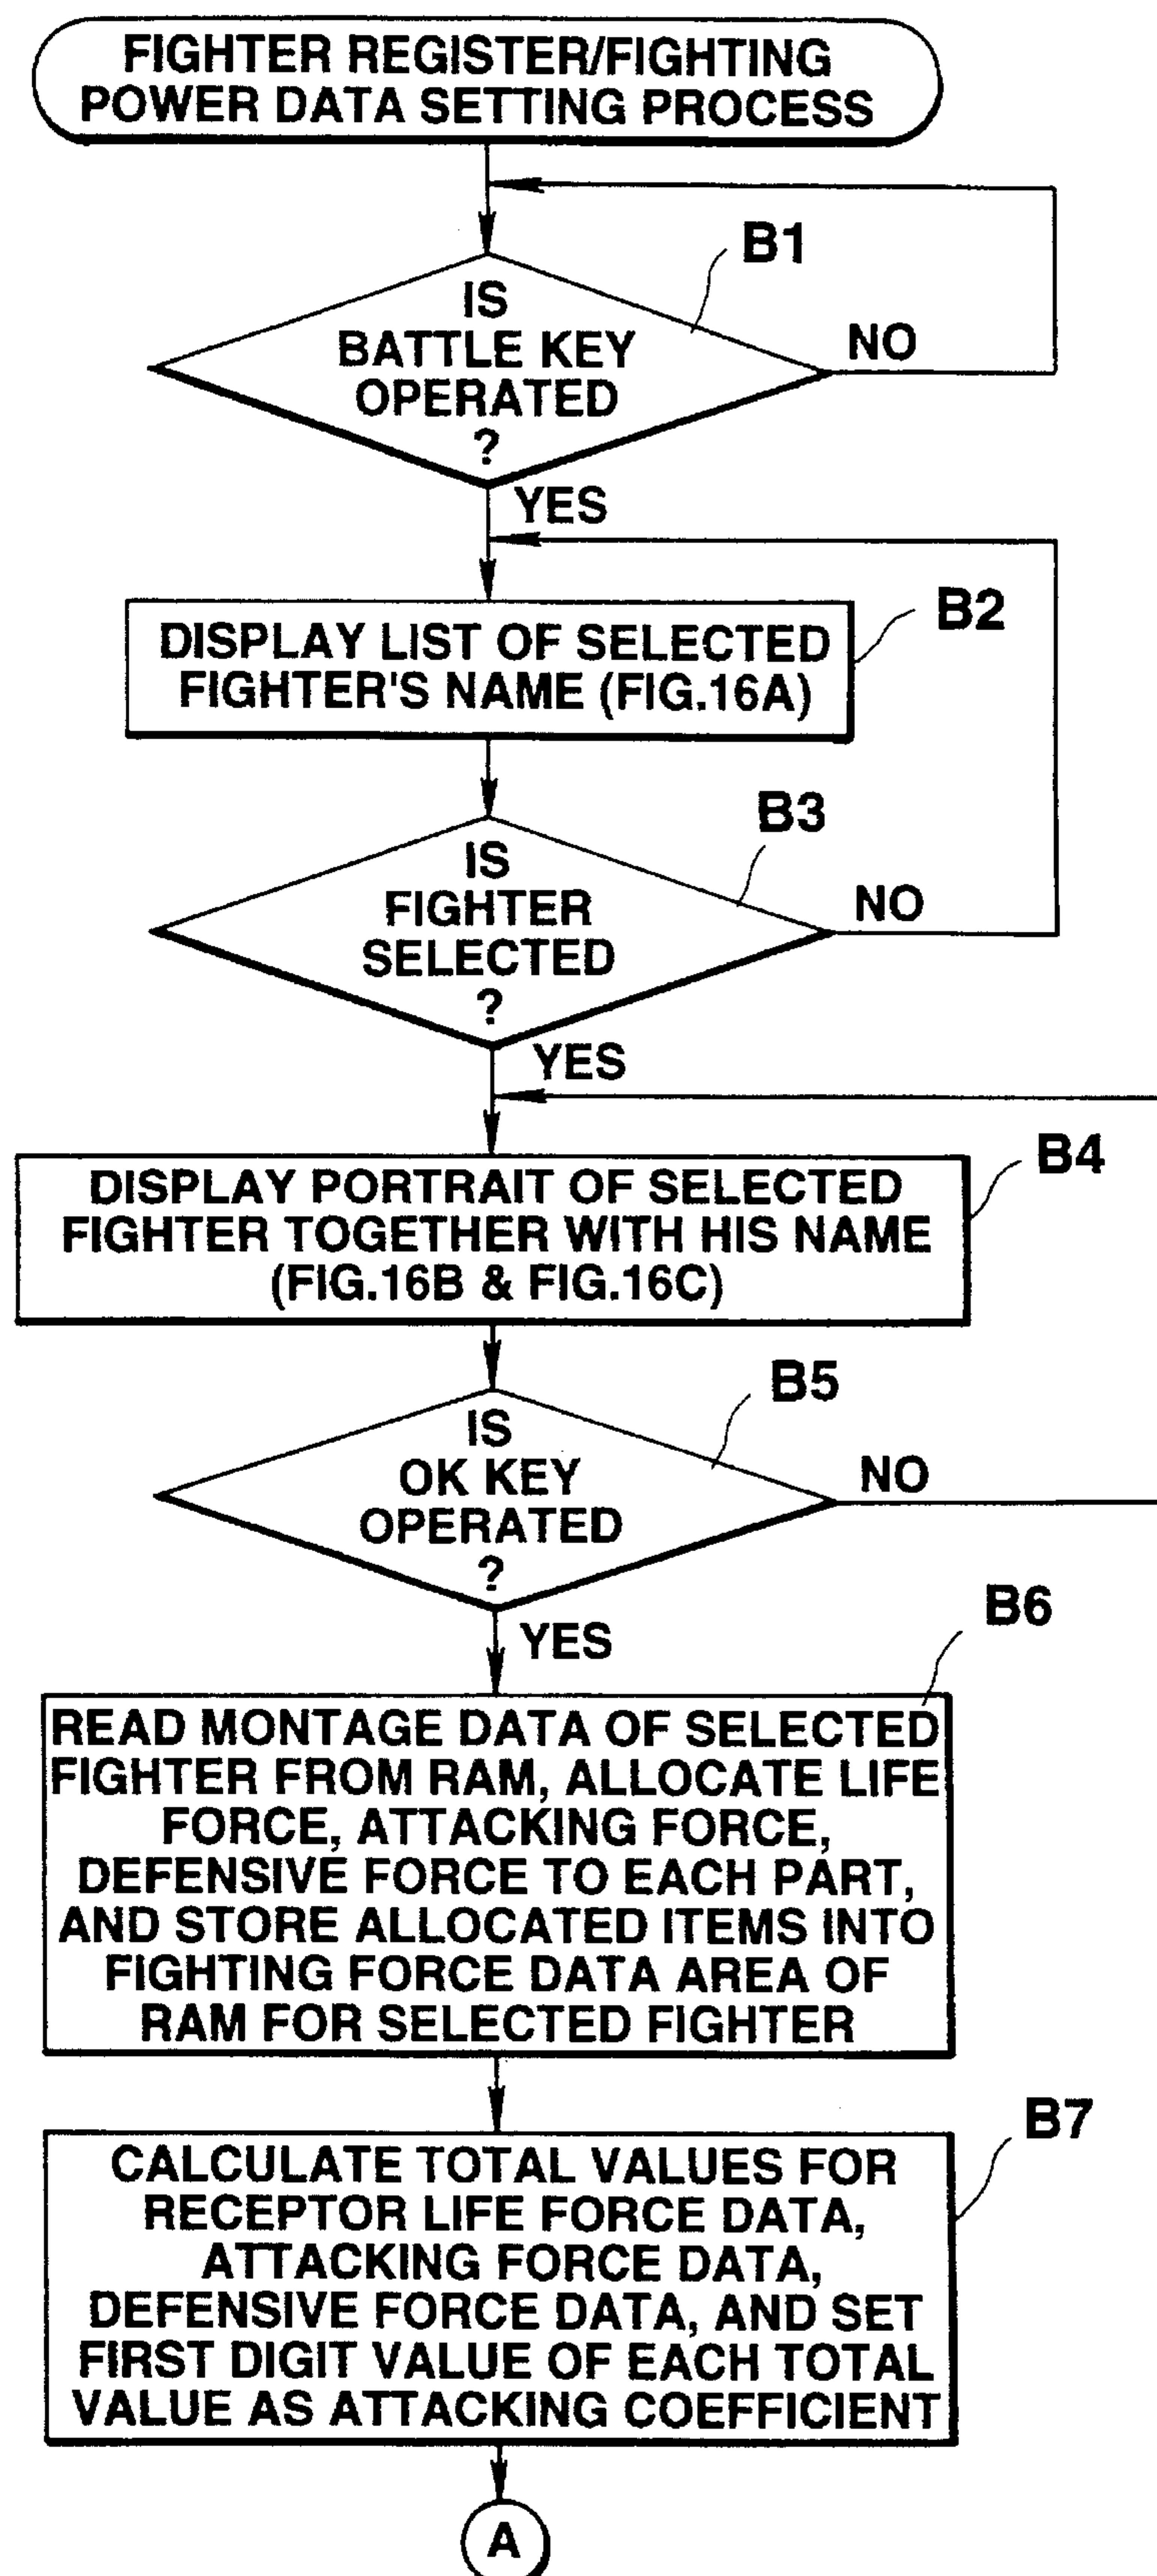 FIGHTER REGISTER/FIGHTING
POWER DATA SETTING PROCESS
B1
IS
BATTLE KEY
OPERATED
?
NO
YES
B2
DISPLAY LIST OF SELECTED
FIGHTER'S NAME (FIG.16A)
B3
IS
FIGHTER
SELECTED
?
NO
YES
B4
DISPLAY PORTRAIT OF SELECTED
FIGHTER TOGETHER WITH HIS NAME
(FIG.16B & FIG.16C)
B5
IS
OK KEY
OPERATED
?
NO
YES
B6
READ MONTAGE DATA OF SELECTED
FIGHTER FROM RAM, ALLOCATE LIFE
FORCE, ATTACKING FORCE,
DEFENSIVE FORCE TO EACH PART,
AND STORE ALLOCATED ITEMS INTO
FIGHTING FORCE DATA AREA OF
RAM FOR SELECTED FIGHTER
B7
CALCULATE TOTAL VALUES FOR
RECEPTOR LIFE FORCE DATA,
ATTACKING FORCE DATA,
DEFENSIVE FORCE DATA, AND SET
FIRST DIGIT VALUE OF EACH TOTAL
VALUE AS ATTACKING COEFFICIENT
A